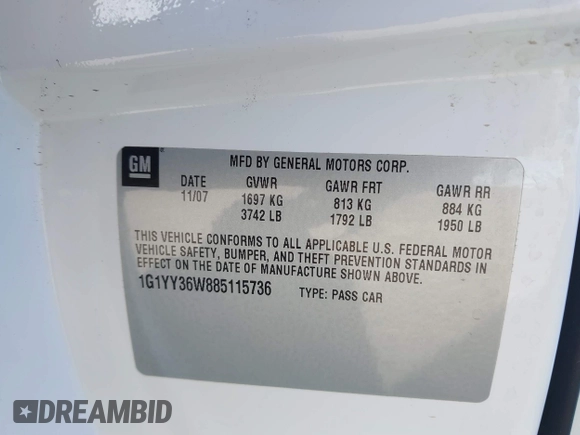 GM
MFD BY GENERAL MOTORS CORP.
DATE GVWR GAWR FRT GAWR RR
11/07 1697 KG 813 KG 884 KG
3742 LB 1792 LB 1950 LB
THIS VEHICLE CONFORMS TO ALL APPLICABLE U.S. FEDERAL MOTOR
VEHICLE SAFETY, BUMPER, AND THEFT PREVENTION STANDARDS IN
EFFECT ON THE DATE OF MANUFACTURE SHOWN ABOVE.
1G1YY36W885115736 TYPE: PASS CAR
DREAMBID